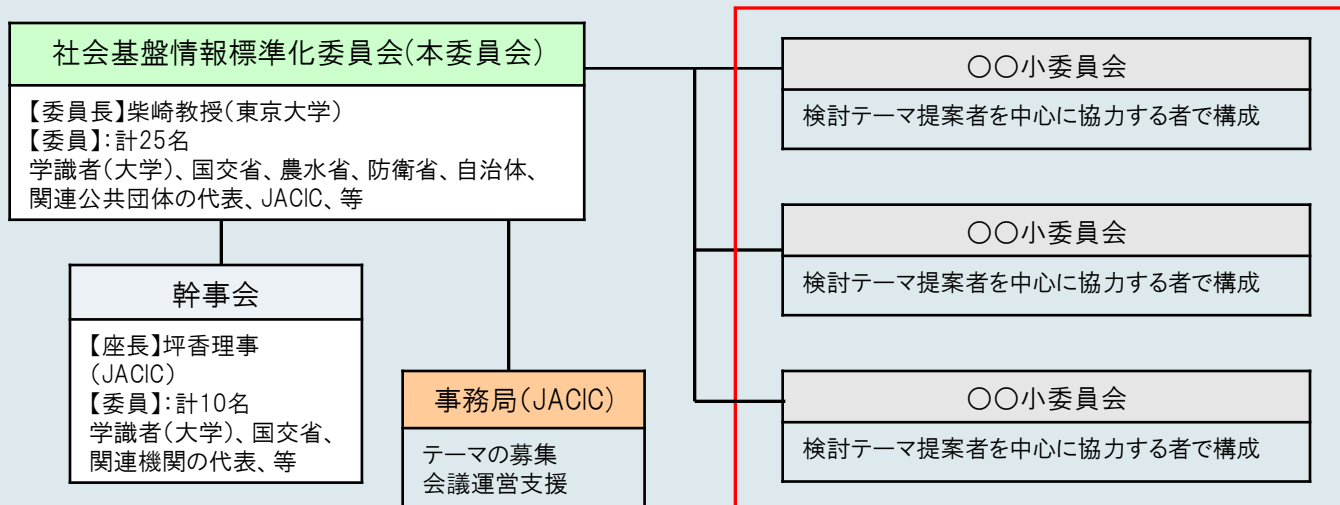 社会基盤情報標準化委員会(本委員会)
【委員長】柴崎教授(東京大学)
【委員】:計25名
学識者(大学)、国交省、農水省、防衛省、自治体、
関連公共団体の代表、JACIC、等
幹事会
【座長】坪香理事
(JACIC)
【委員】:計10名
学識者(大学)、国交省、
関連機関の代表、等
事務局(JACIC)
テーマの募集
会議運営支援
〇〇小委員会
検討テーマ提案者を中心に協力する者で構成
〇〇小委員会
検討テーマ提案者を中心に協力する者で構成
〇〇小委員会
検討テーマ提案者を中心に協力する者で構成